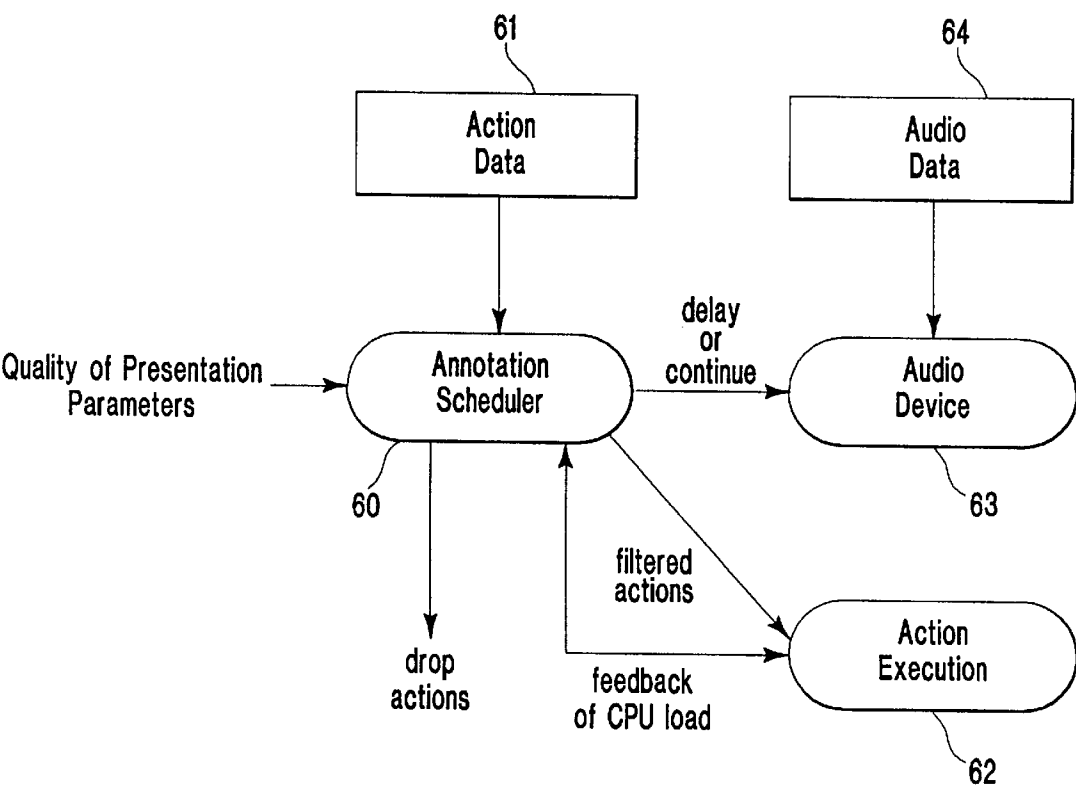 61
64
Action
Data
Audio
Data
delay
or
continue
Quality of Presentation
Parameters
Annotation
Scheduler
Audio
Device
60
63
filtered
actions
Action
Execution
drop
actions
feedback
of CPU load
62